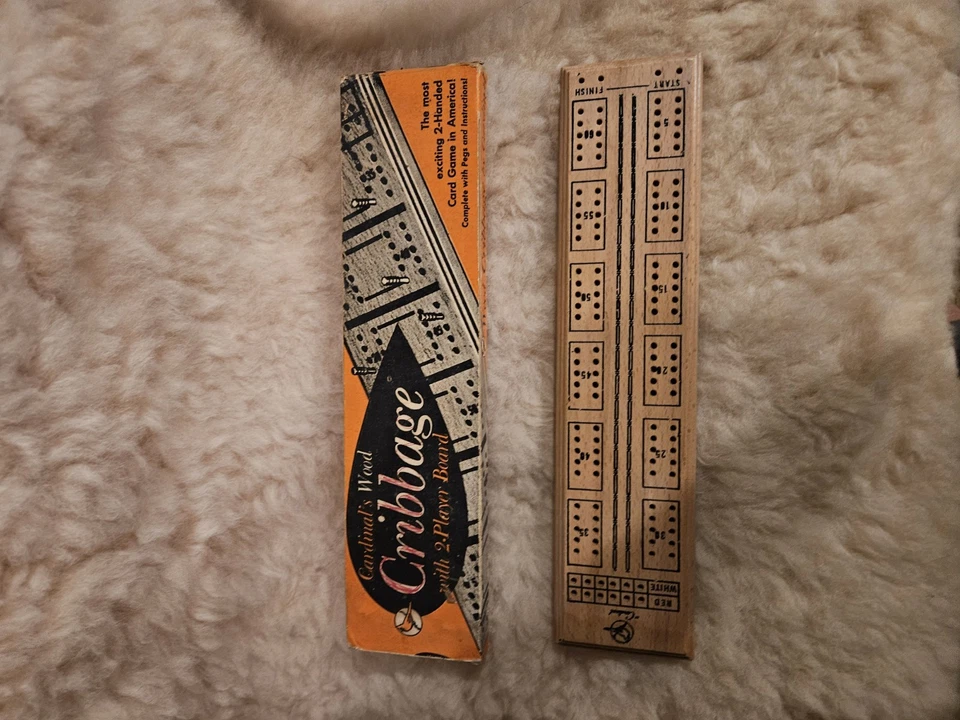 The most
exciting 2-Handed
Card Game in America!
Complete with Pegs and Instructions!
Cardinal's Wood
Cribbage
with 2-Player Board
START
FINISH
5
10
15
20
25
30
35
40
45
50
55
60
RED
WHITE